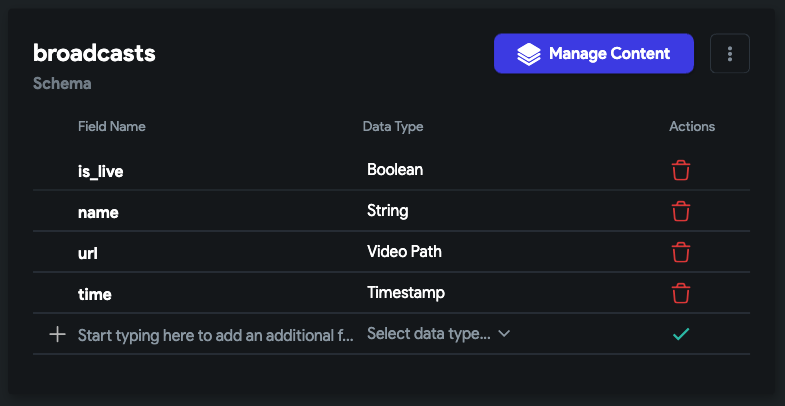 broadcasts
Manage Content
Schema
Field Name Data Type Actions
is_live Boolean
name String
url Video Path
time Timestamp
Start typing here to add an additional f... Select data type...